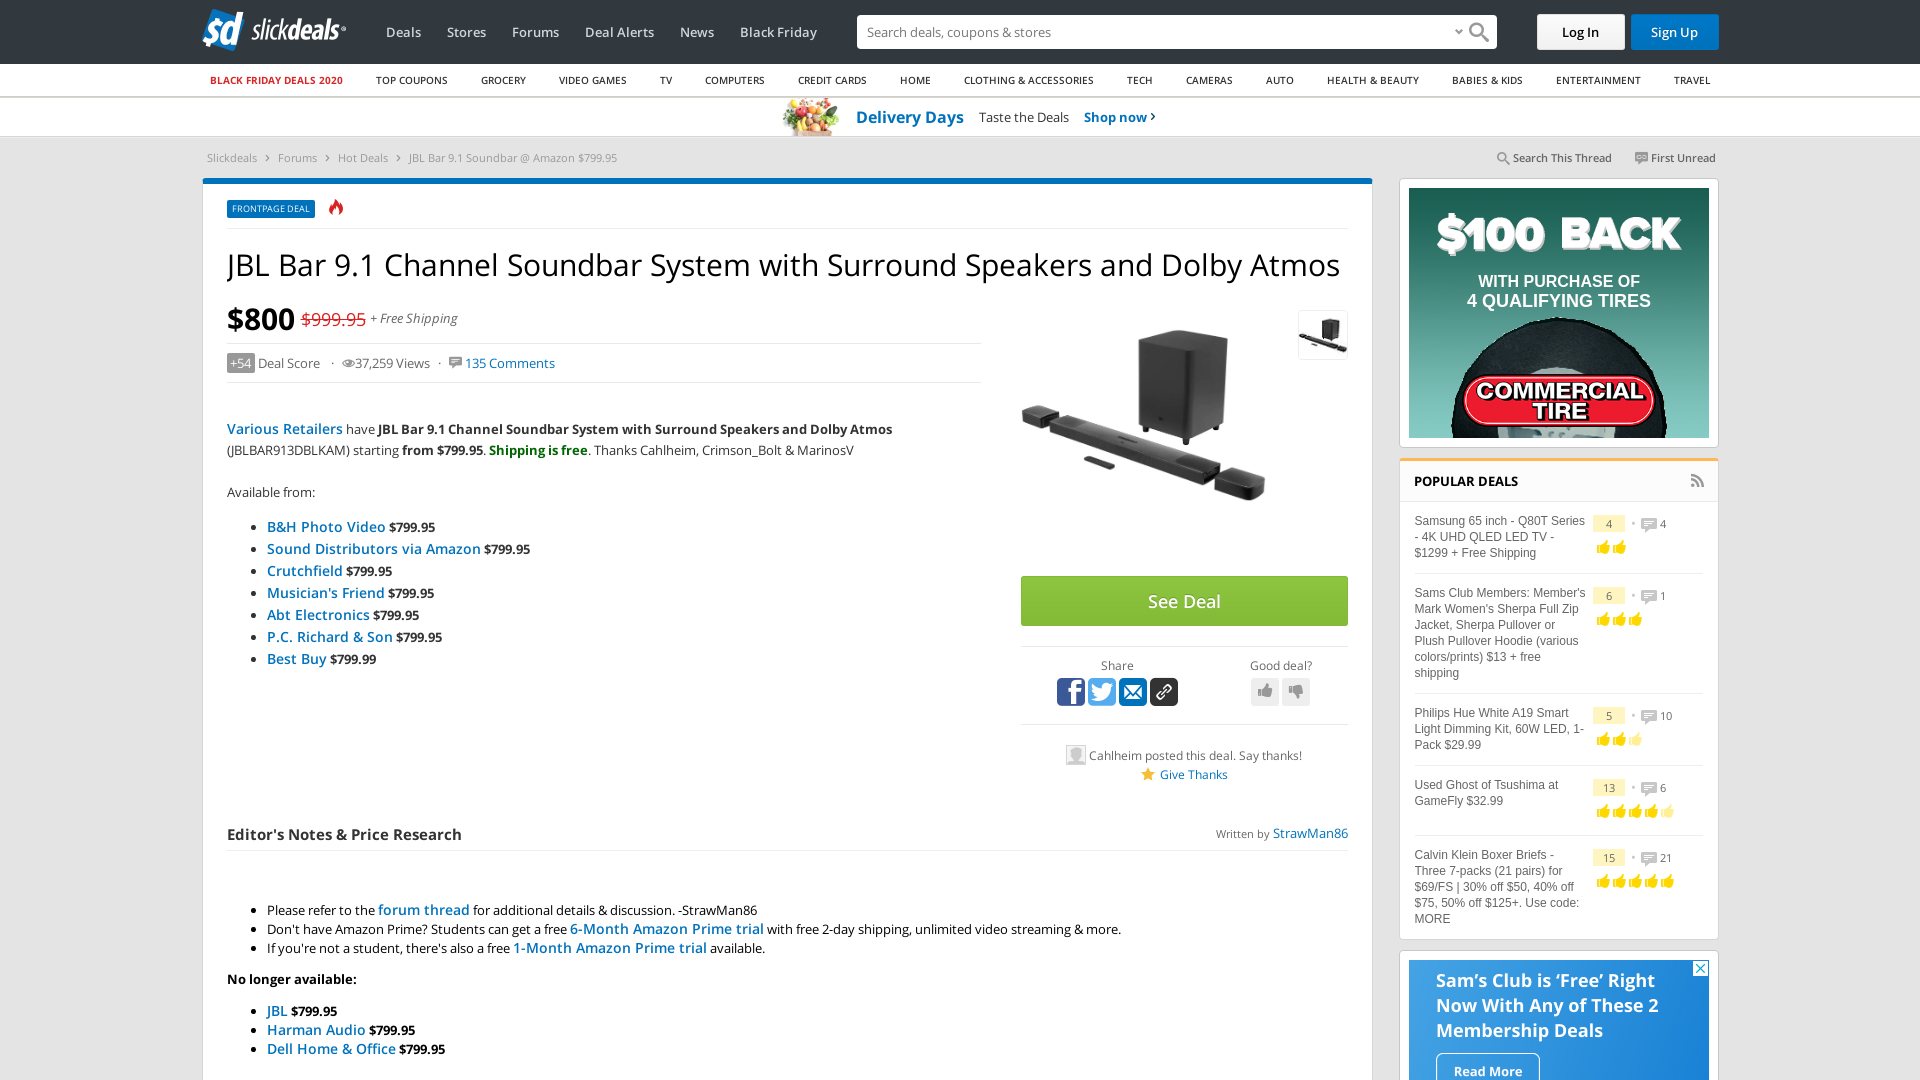 sd slickdeals®
Deals
Stores
Forums
Deal Alerts
News
Black Friday
Search deals, coupons & stores
Log In
Sign Up
BLACK FRIDAY DEALS 2020
TOP COUPONS
GROCERY
VIDEO GAMES
TV
COMPUTERS
CREDIT CARDS
HOME
CLOTHING & ACCESSORIES
TECH
CAMERAS
AUTO
HEALTH & BEAUTY
BABIES & KIDS
ENTERTAINMENT
TRAVEL
Delivery Days Taste the Deals Shop now ›
Slickdeals › Forums › Hot Deals › JBL Bar 9.1 Soundbar @ Amazon $799.95
Search This Thread
First Unread
FRONTPAGE DEAL
JBL Bar 9.1 Channel Soundbar System with Surround Speakers and Dolby Atmos
$800 $999.95 + Free Shipping
+54 Deal Score · 37,259 Views · 135 Comments
Various Retailers have JBL Bar 9.1 Channel Soundbar System with Surround Speakers and Dolby Atmos
(JBLBAR913DBLKAM) starting from $799.95. Shipping is free. Thanks Cahlheim, Crimson_Bolt & MarinosV
Available from:
B&H Photo Video $799.95
Sound Distributors via Amazon $799.95
Crutchfield $799.95
Musician's Friend $799.95
Abt Electronics $799.95
P.C. Richard & Son $799.95
Best Buy $799.99
See Deal
Share
Good deal?
Cahlheim posted this deal. Say thanks!
Give Thanks
Editor's Notes & Price Research
Written by StrawMan86
Please refer to the forum thread for additional details & discussion. -StrawMan86
Don't have Amazon Prime? Students can get a free 6-Month Amazon Prime trial with free 2-day shipping, unlimited video streaming & more.
If you're not a student, there's also a free 1-Month Amazon Prime trial available.
No longer available:
JBL $799.95
Harman Audio $799.95
Dell Home & Office $799.95
$100 BACK
WITH PURCHASE OF
4 QUALIFYING TIRES
COMMERCIAL
TIRE
POPULAR DEALS
Samsung 65 inch - Q80T Series
- 4K UHD QLED LED TV -
$1299 + Free Shipping
4 • 4
Sams Club Members: Member's
Mark Women's Sherpa Full Zip
Jacket, Sherpa Pullover or
Plush Pullover Hoodie (various
colors/prints) $13 + free
shipping
6 • 1
Philips Hue White A19 Smart
Light Dimming Kit, 60W LED, 1-
Pack $29.99
5 • 10
Used Ghost of Tsushima at
GameFly $32.99
13 • 6
Calvin Klein Boxer Briefs -
Three 7-packs (21 pairs) for
$69/FS | 30% off $50, 40% off
$75, 50% off $125+. Use code:
MORE
15 • 21
Sam's Club is 'Free' Right
Now With Any of These 2
Membership Deals
Read More